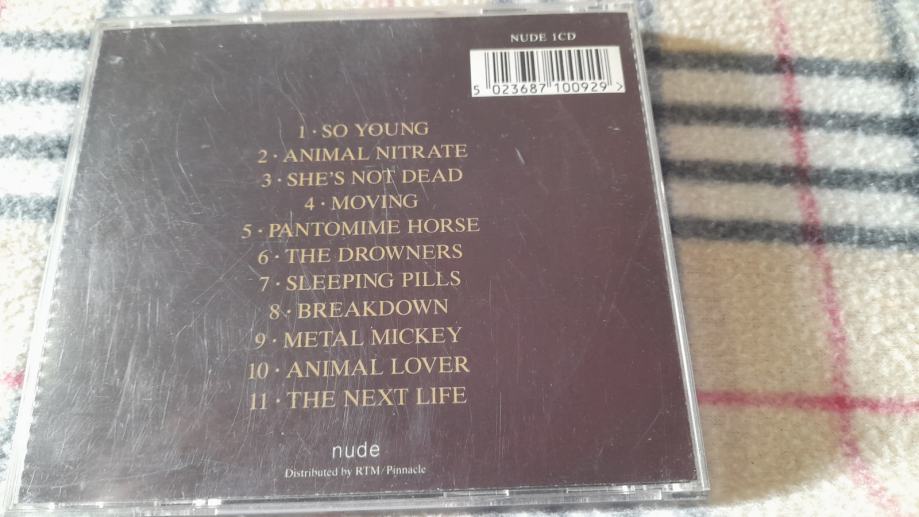 NUDE 1CD
5 023687 100929 >
1 · SO YOUNG
2 · ANIMAL NITRATE
3 · SHE'S NOT DEAD
4 · MOVING
5 · PANTOMIME HORSE
6 · THE DROWNERS
7 · SLEEPING PILLS
8 · BREAKDOWN
9 · METAL MICKEY
10 · ANIMAL LOVER
11 · THE NEXT LIFE
nude
Distributed by RTM/Pinnacle